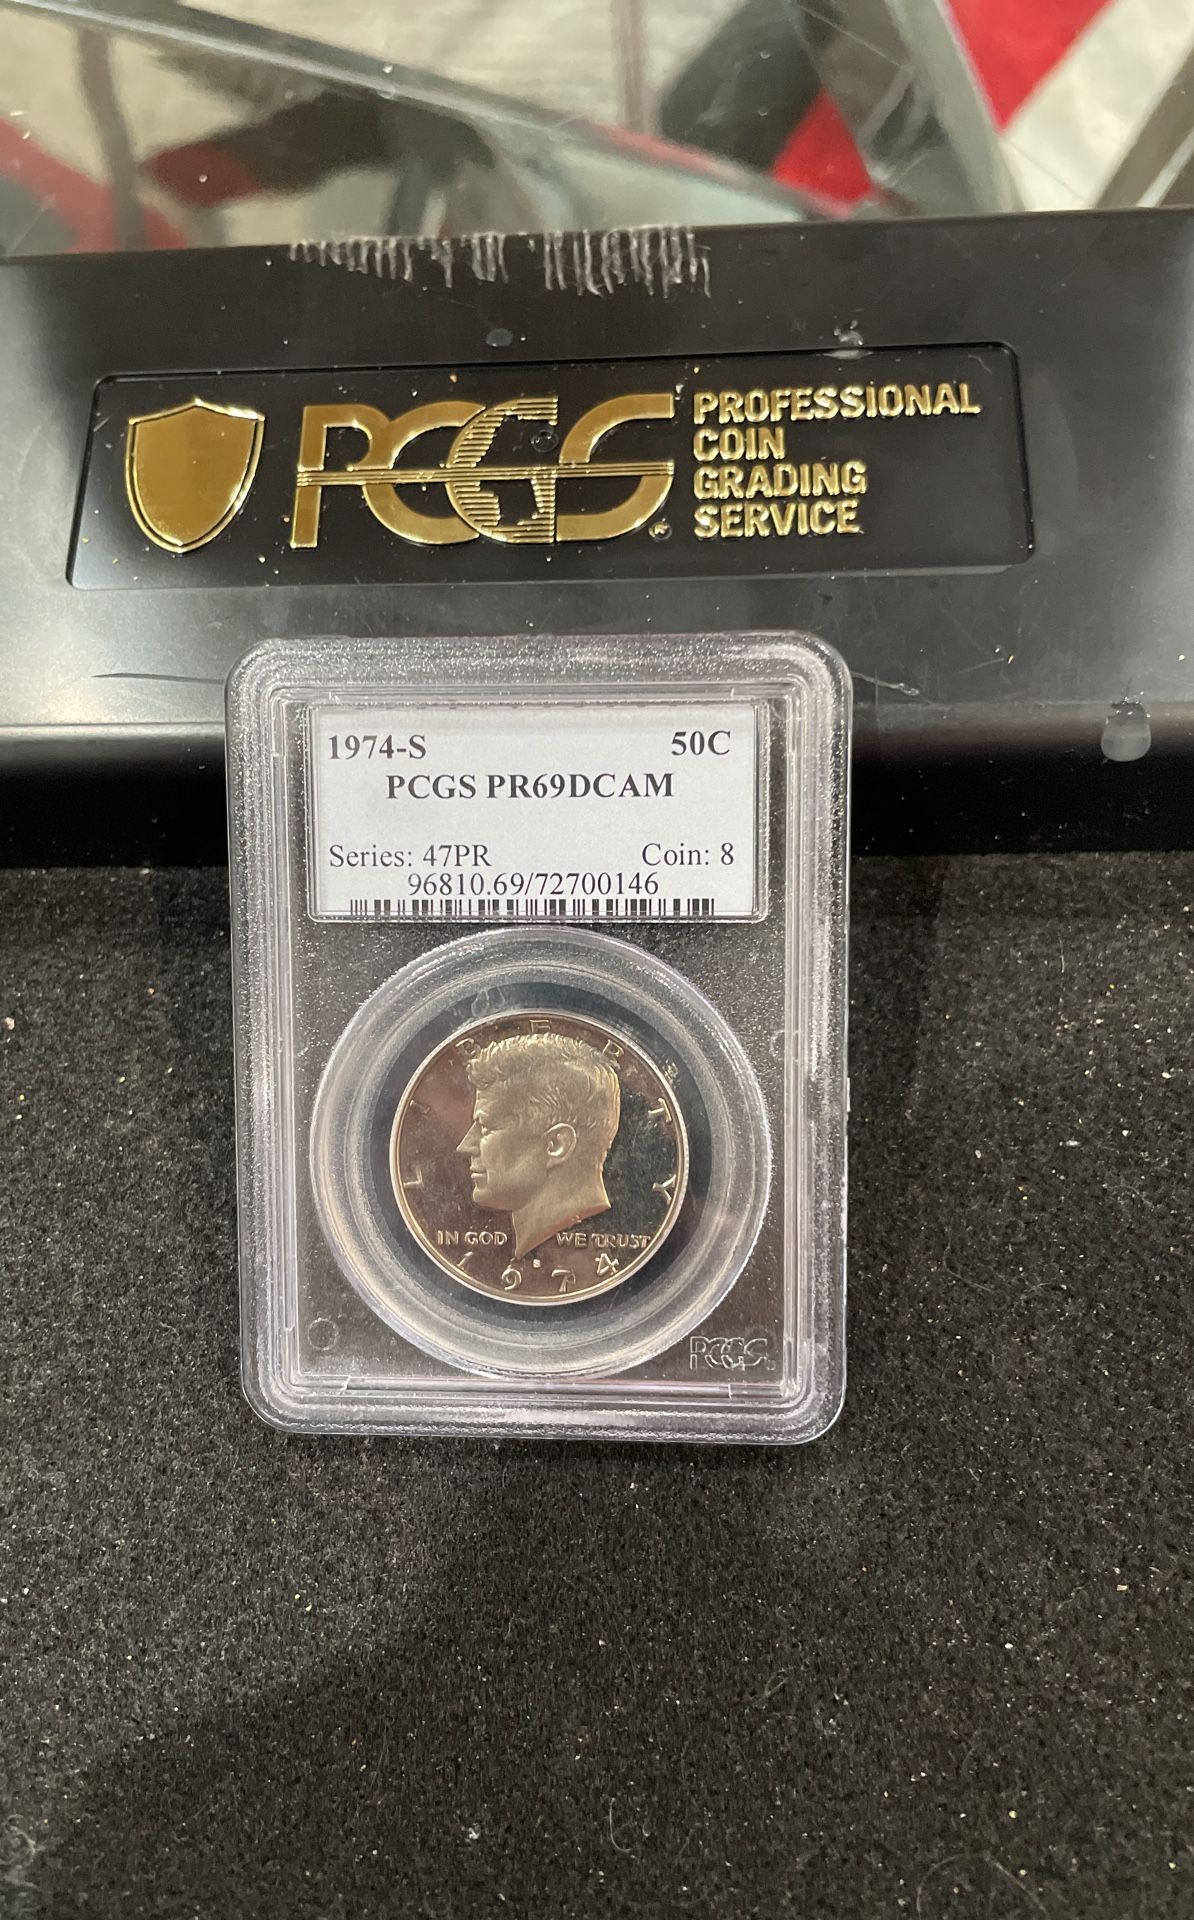 PCGS®
PROFESSIONAL
COIN
GRADING
SERVICE
1974-S 50C
PCGS PR69DCAM
Series: 47PR Coin: 8
96810.69/72700146
LIBERTY
IN GOD WE TRUST
S
1974
PCGS